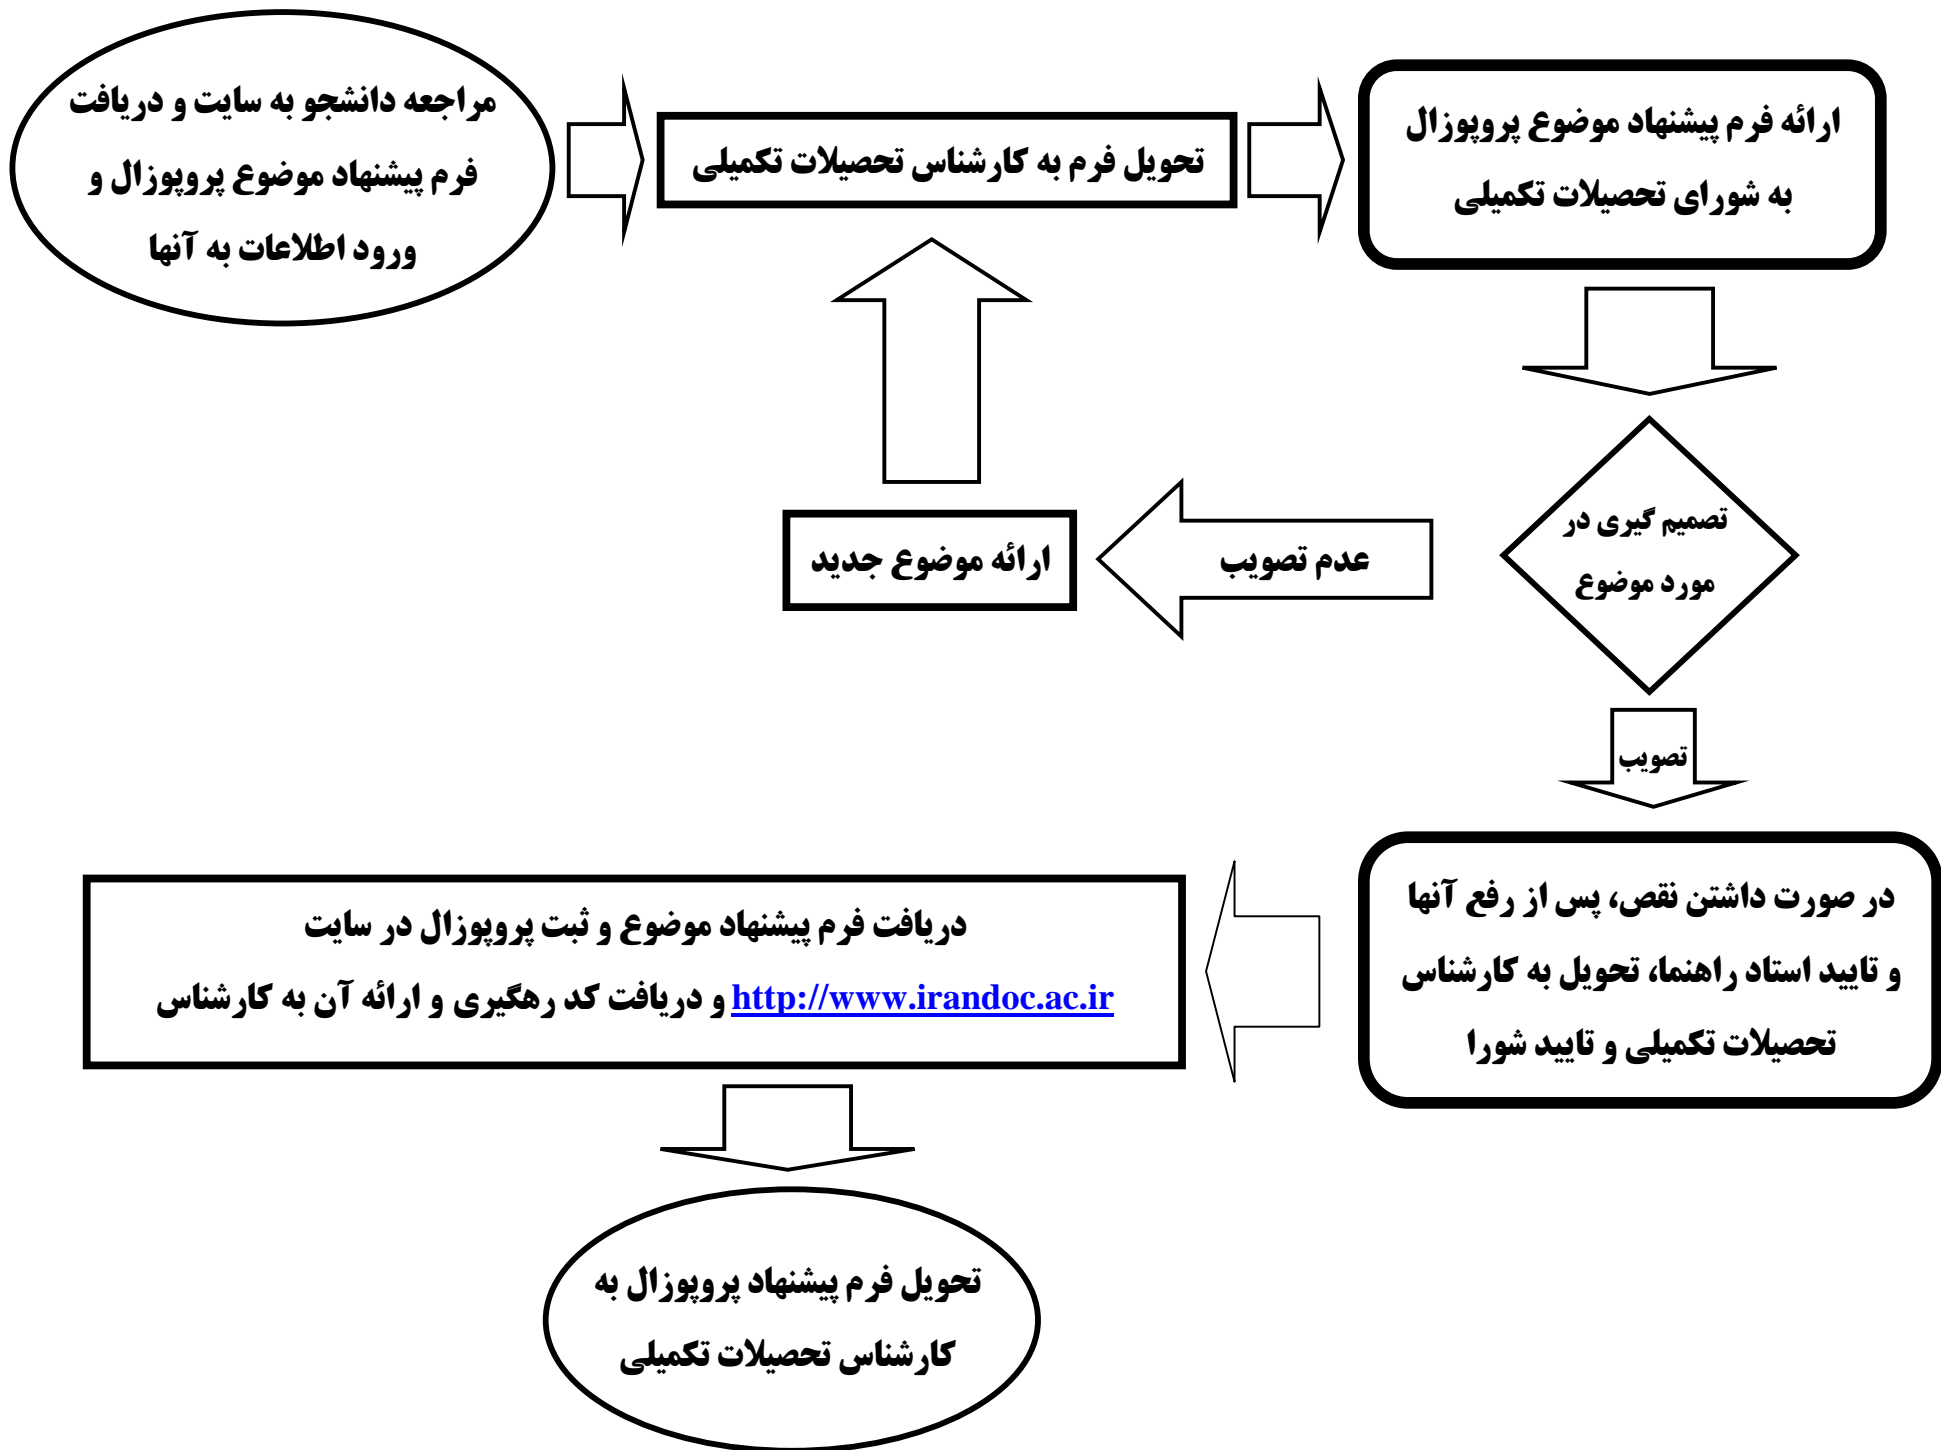 مراجعه دانشجو به سایت و دریافت
فرم پیشنهاد موضوع پروپوزال و
ورود اطلاعات به آنها
تحویل فرم به کارشناس تحصیلات تکمیلی
ارائه فرم پیشنهاد موضوع پروپوزال
به شورای تحصیلات تکمیلی
تصمیم گیری در
مورد موضوع
عدم تصویب
ارائه موضوع جدید
تصویب
در صورت داشتن نقص، پس از رفع آنها
و تایید استاد راهنما، تحویل به کارشناس
تحصیلات تکمیلی و تایید شورا
دریافت فرم پیشنهاد موضوع و ثبت پروپوزال در سایت
http://www.irandoc.ac.ir و دریافت کد رهگیری و ارائه آن به کارشناس
تحویل فرم پیشنهاد پروپوزال به
کارشناس تحصیلات تکمیلی